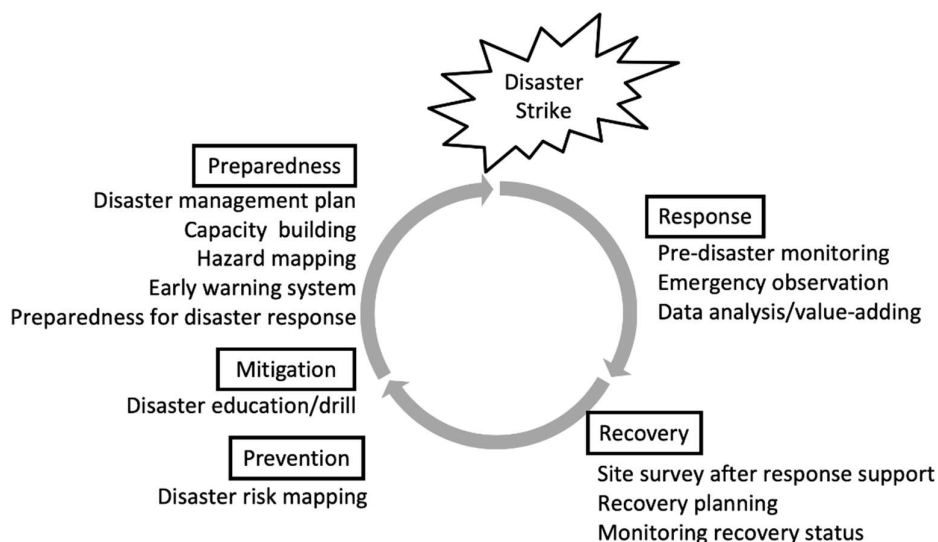 Disaster
Strike
Preparedness
Disaster management plan
Capacity building
Hazard mapping
Early warning system
Preparedness for disaster response
Mitigation
Disaster education/drill
Prevention
Disaster risk mapping
Response
Pre-disaster monitoring
Emergency observation
Data analysis/value-adding
Recovery
Site survey after response support
Recovery planning
Monitoring recovery status